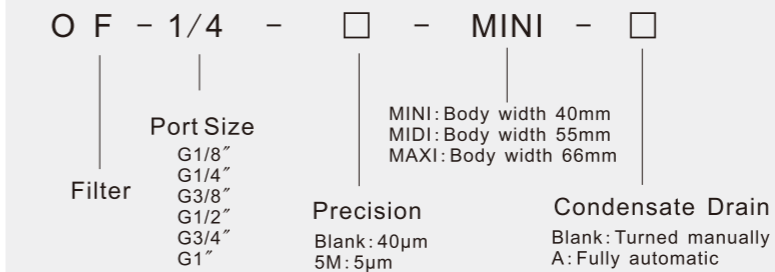 OF - 1/4 - □ - MINI - □
Filter
Port Size
G1/8″
G1/4″
G3/8″
G1/2″
G3/4″
G1″
Precision
Blank:40μm
5M:5μm
MINI:Body width 40mm
MIDI:Body width 55mm
MAXI:Body width 66mm
Condensate Drain
Blank:Turned manually
A:Fully automatic